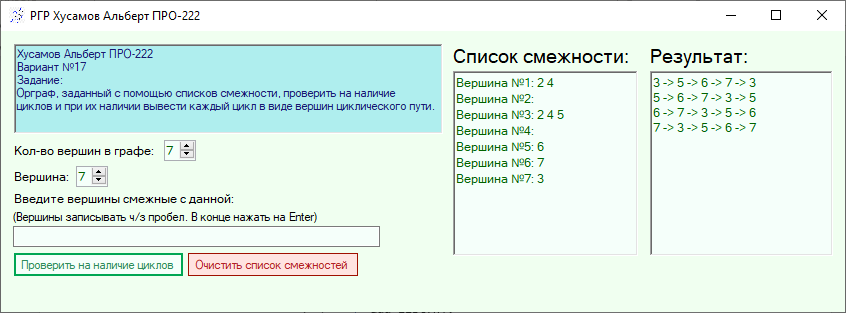 РГР Хусамов Альберт ПРО-222
Хусамов Альберт ПРО-222
Вариант №17
Задание:
Орграф, заданный с помощью списков смежности, проверить на наличие
циклов и при их наличии вывести каждый цикл в виде вершин циклического пути.
Кол-во вершин в графе: 7
Вершина: 7
Введите вершины смежные с данной:
(Вершины записывать ч/з пробел. В конце нажать на Enter)
Проверить на наличие циклов
Очистить список смежностей
Список смежности:
Вершина №1: 2 4
Вершина №2:
Вершина №3: 2 4 5
Вершина №4:
Вершина №5: 6
Вершина №6: 7
Вершина №7: 3
Результат:
3 -> 5 -> 6 -> 7 -> 3
5 -> 6 -> 7 -> 3 -> 5
6 -> 7 -> 3 -> 5 -> 6
7 -> 3 -> 5 -> 6 -> 7